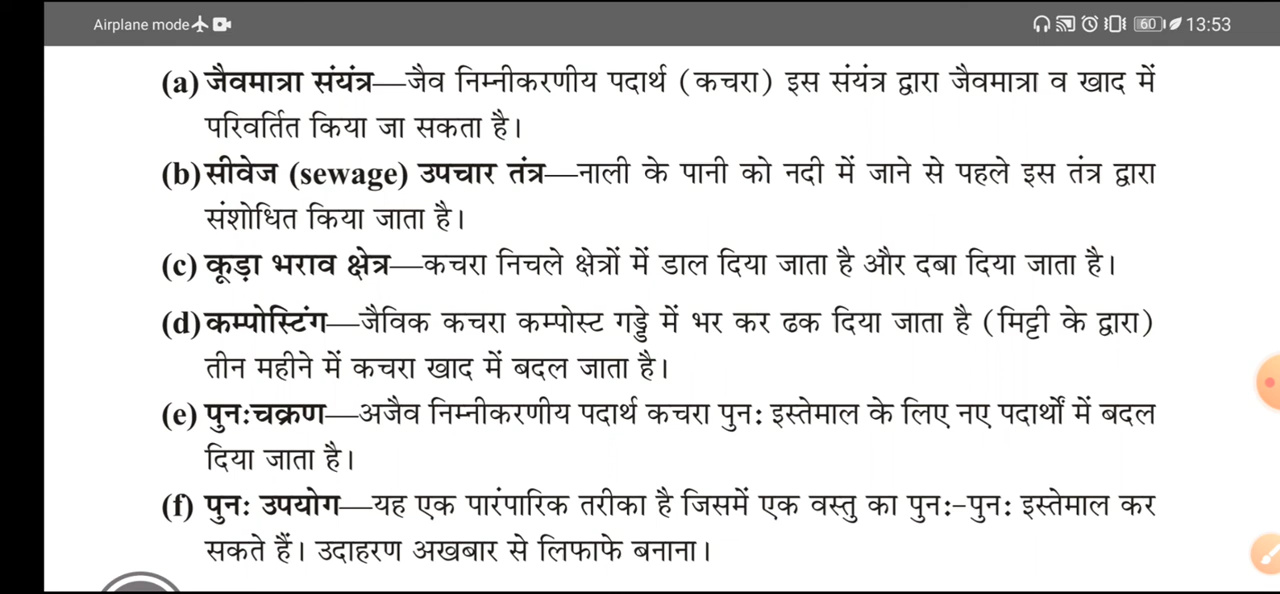 Airplane mode 60 13:53
(a) जैवमात्रा संयंत्र—जैव निम्नीकरणीय पदार्थ (कचरा) इस संयंत्र द्वारा जैवमात्रा व खाद में
परिवर्तित किया जा सकता है।
(b) सीवेज (sewage) उपचार तंत्र—नाली के पानी को नदी में जाने से पहले इस तंत्र द्वारा
संशोधित किया जाता है।
(c) कूड़ा भराव क्षेत्र—कचरा निचले क्षेत्रों में डाल दिया जाता है और दबा दिया जाता है।
(d) कम्पोस्टिंग—जैविक कचरा कम्पोस्ट गड्ढे में भर कर ढक दिया जाता है (मिट्टी के द्वारा)
तीन महीने में कचरा खाद में बदल जाता है।
(e) पुनःचक्रण—अजैव निम्नीकरणीय पदार्थ कचरा पुन: इस्तेमाल के लिए नए पदार्थों में बदल
दिया जाता है।
(f) पुनः उपयोग—यह एक पारंपारिक तरीका है जिसमें एक वस्तु का पुन:-पुन: इस्तेमाल कर
सकते हैं। उदाहरण अखबार से लिफाफे बनाना।